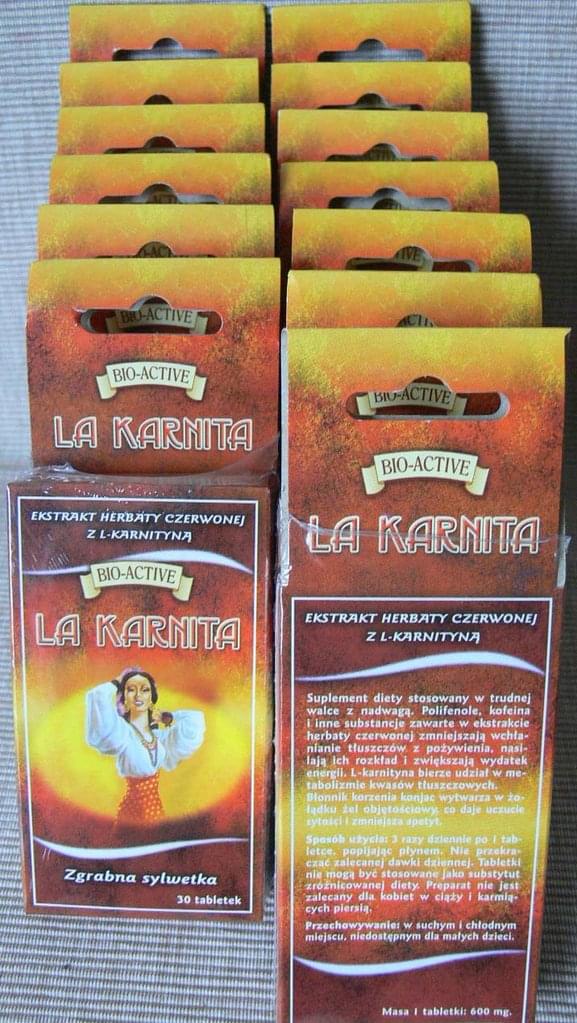 BIO-ACTIVE
BIO-ACTIVE
LA KARNITA
EKSTRAKT HERBATY CZERWONEJ
Z L-KARNITYNĄ
BIO-ACTIVE
LA KARNITA
Zgrabna sylwetka
30 tabletek
BIO-ACTIVE
BIO-ACTIVE
LA KARNITA
EKSTRAKT HERBATY CZERWONEJ
Z L-KARNITYNĄ
Suplement diety stosowany w trudnej
walce z nadwagą. Polifenole, kofeina
i inne substancje zawarte w ekstrakcie
herbaty czerwonej zmniejszają wchła-
nianie tłuszczów z pożywienia, nasi-
lają ich rozkład i zwiększają wydatek
energii. L-karnityna bierze udział w me-
tabolizmie kwasów tłuszczowych.
Błonnik korzenia konjac wytwarza w żo-
łądku żel objętościowy, co daje uczucie
sytości i zmniejsza apetyt.
Sposób użycia: 3 razy dziennie po 1 tab-
letce, popijając płynem. Nie przekra-
czać zalecanej dawki dziennej. Tabletki
nie mogą być stosowane jako substytut
zróżnicowanej diety. Preparat nie jest
zalecany dla kobiet w ciąży i karmią-
cych piersią.
Przechowywanie: w suchym i chłodnym
miejscu, niedostępnym dla małych dzieci.
Masa 1 tabletki: 600 mg.